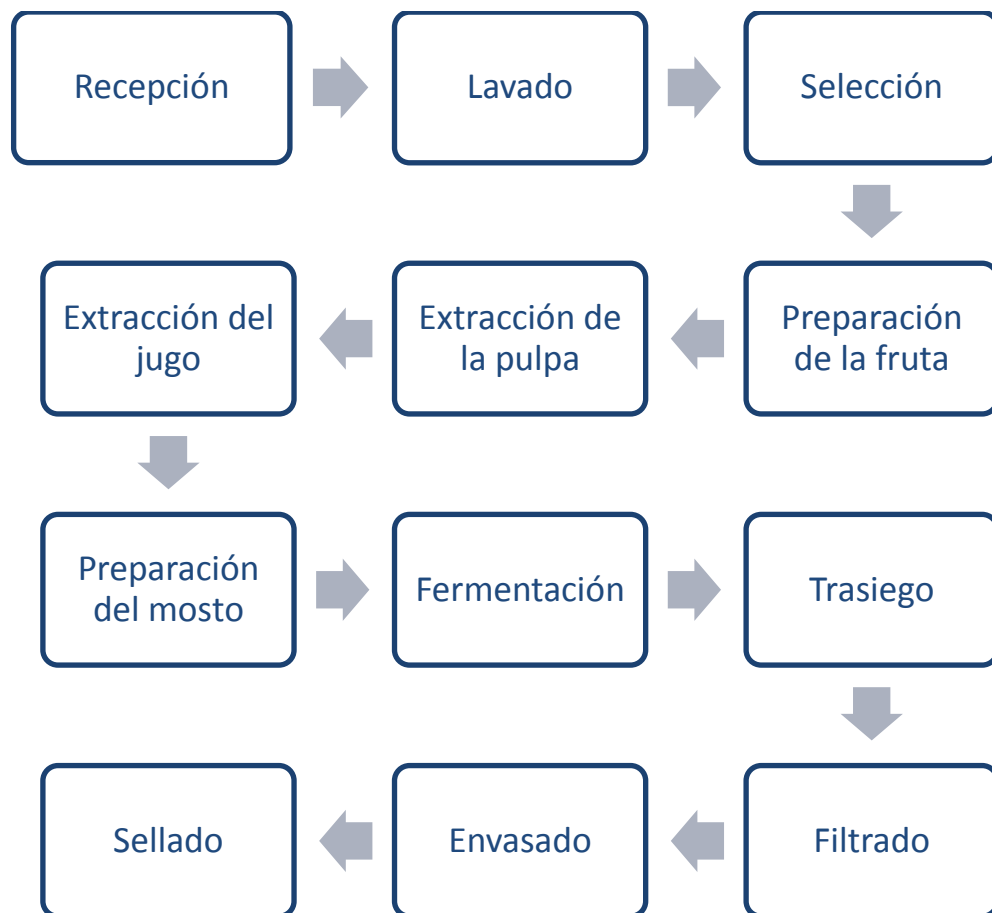 Recepción
Lavado
Selección
Preparación
de la fruta
Extracción de
la pulpa
Extracción del
jugo
Preparación
del mosto
Fermentación
Trasiego
Filtrado
Envasado
Sellado